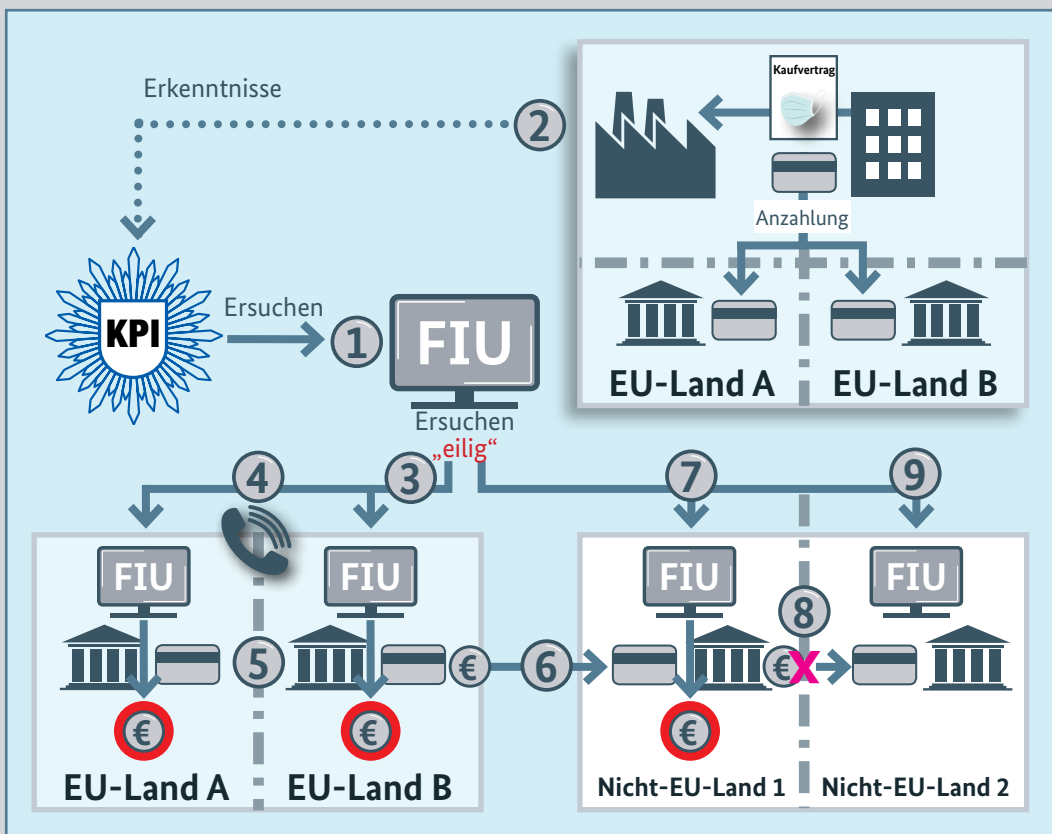 Kaufvertrag
Erkenntnisse
2
Anzahlung
KPI
Ersuchen
1
FIU
EU-Land A
EU-Land B
Ersuchen
„eilig“
4
3
7
9
FIU
FIU
FIU
FIU
8
5
€
6
€
X
€
€
€
EU-Land A
EU-Land B
Nicht-EU-Land 1
Nicht-EU-Land 2